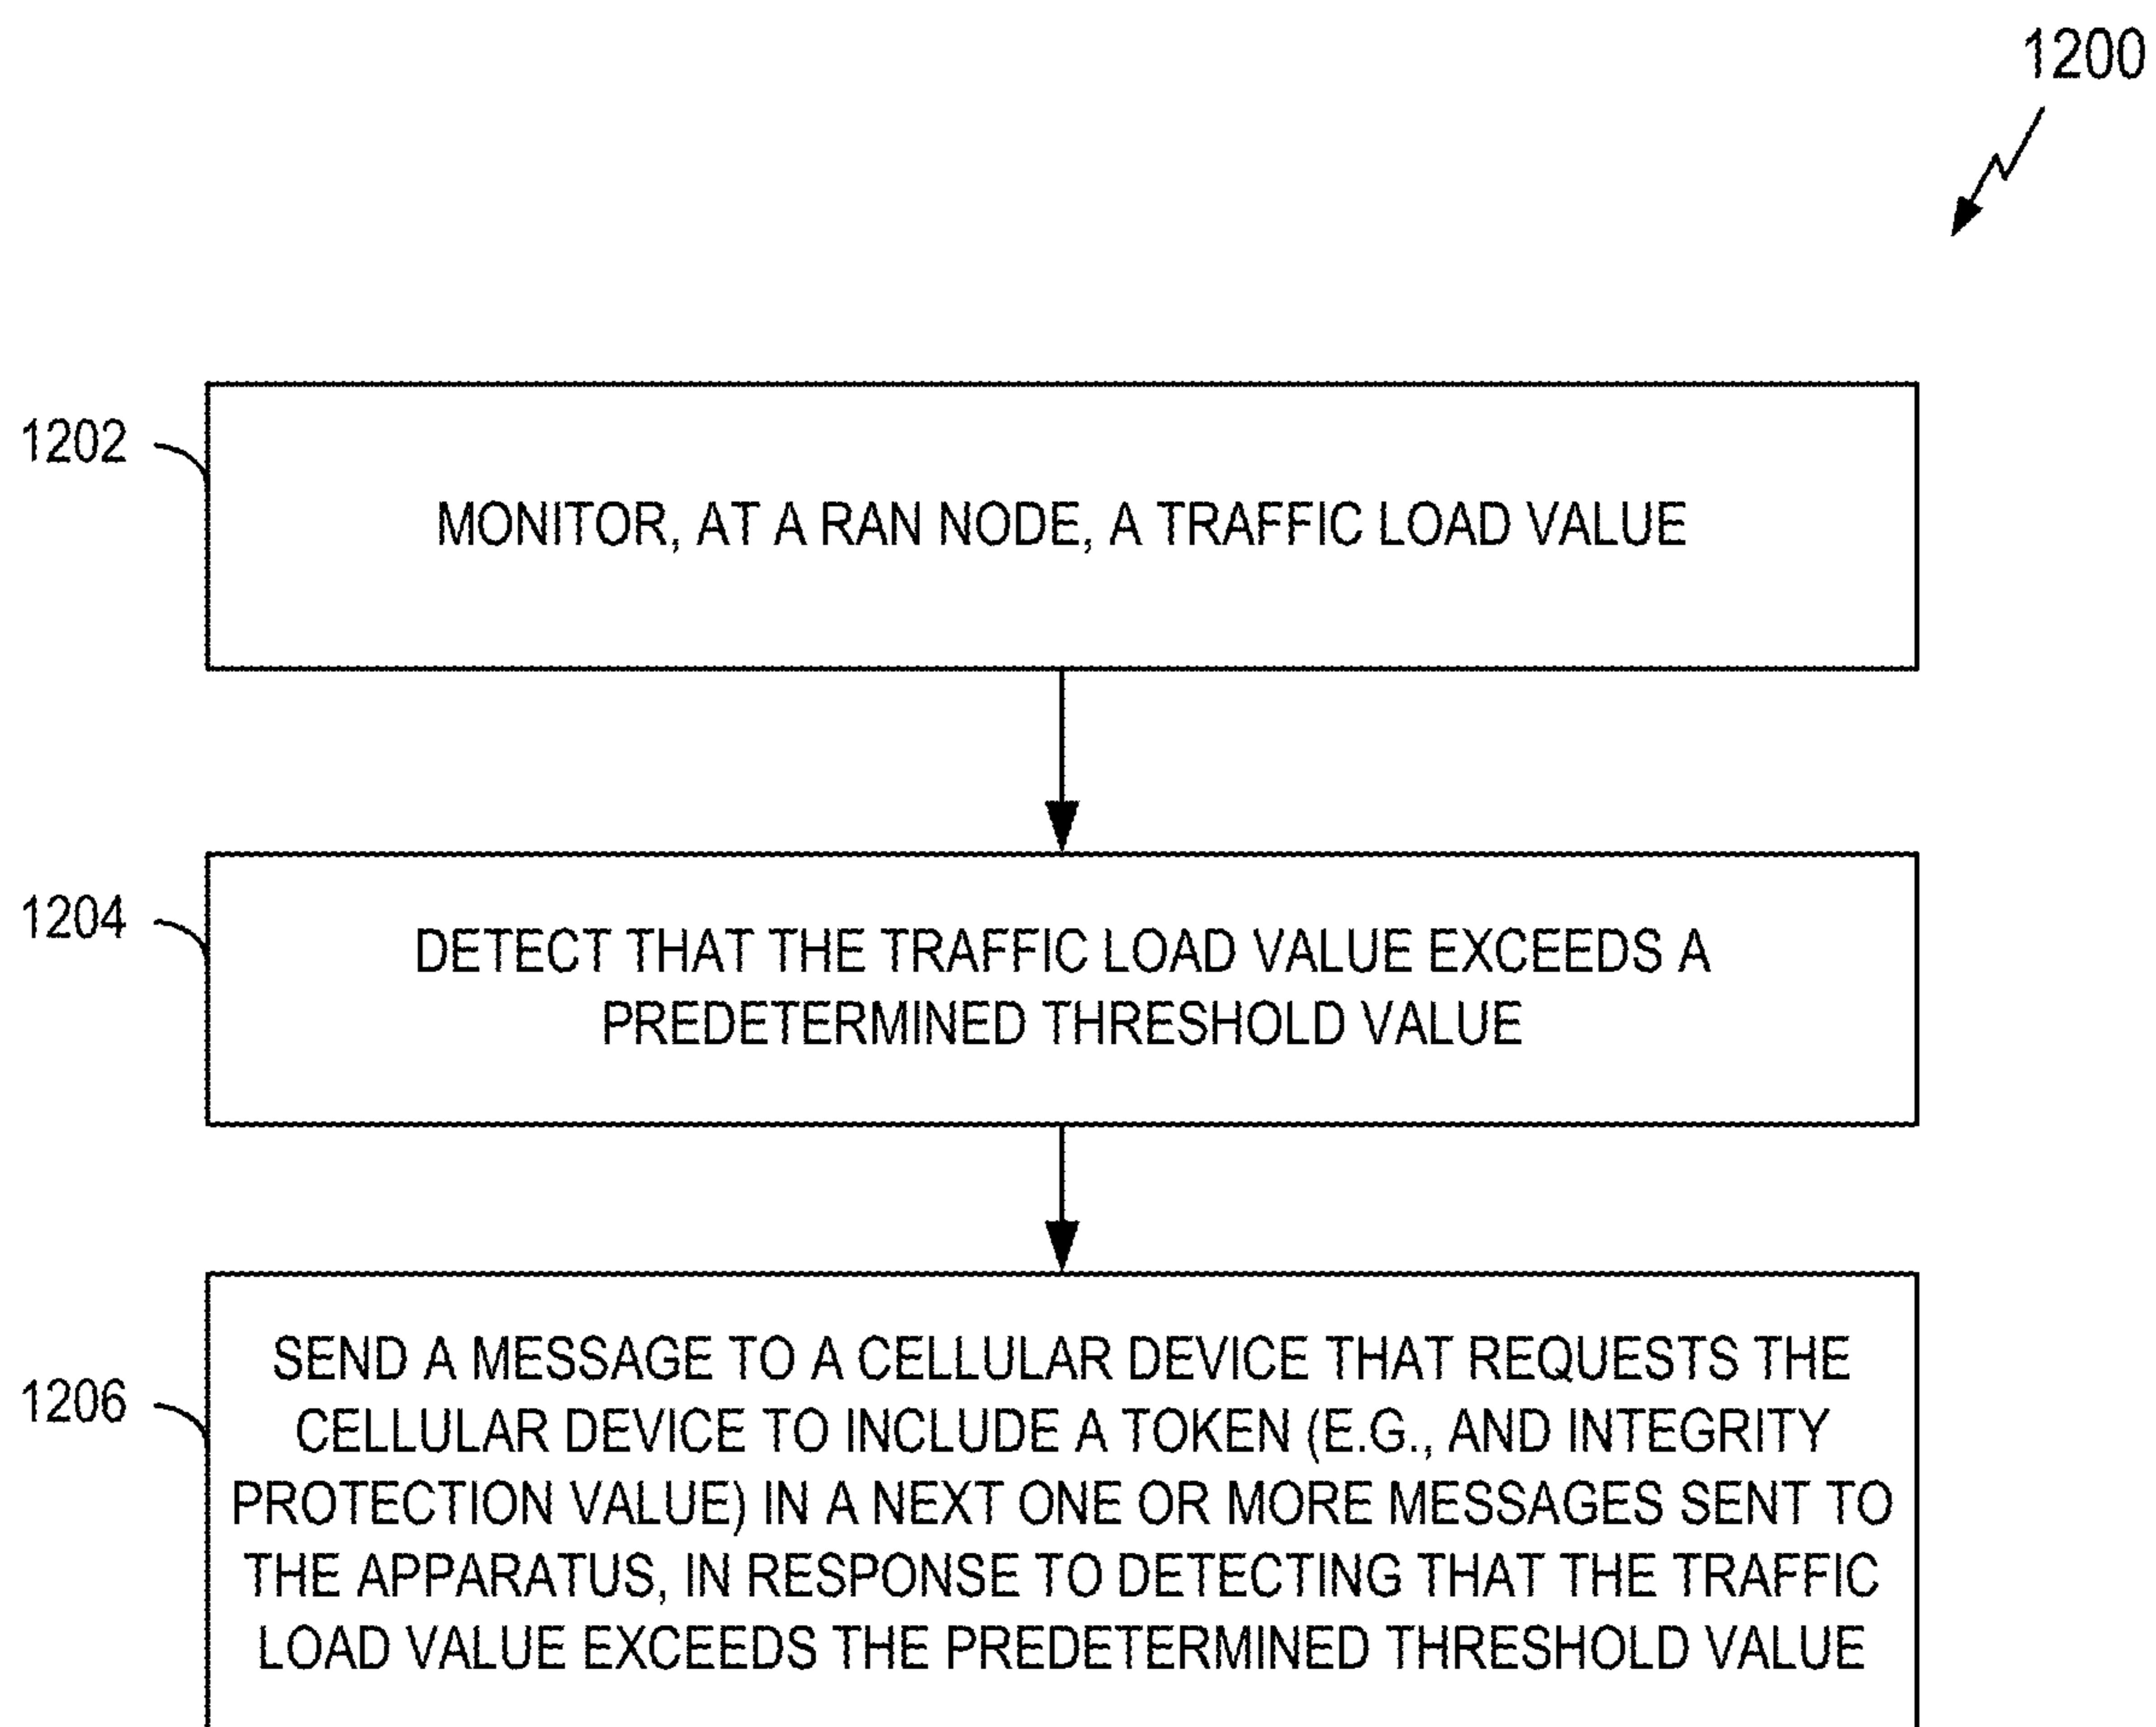 1200
1202
MONITOR, AT A RAN NODE, A TRAFFIC LOAD VALUE
1204
DETECT THAT THE TRAFFIC LOAD VALUE EXCEEDS A
PREDETERMINED THRESHOLD VALUE
1206
SEND A MESSAGE TO A CELLULAR DEVICE THAT REQUESTS THE
CELLULAR DEVICE TO INCLUDE A TOKEN (E.G., AND INTEGRITY
PROTECTION VALUE) IN A NEXT ONE OR MORE MESSAGES SENT TO
THE APPARATUS, IN RESPONSE TO DETECTING THAT THE TRAFFIC
LOAD VALUE EXCEEDS THE PREDETERMINED THRESHOLD VALUE